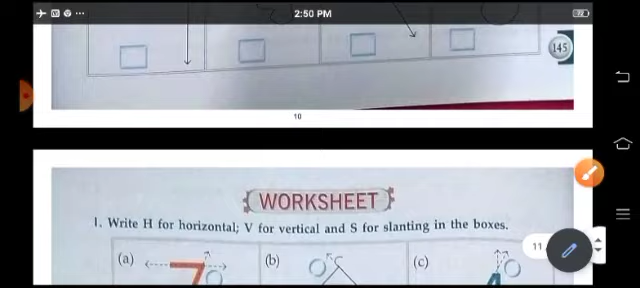 2:50 PM
145
10
WORKSHEET
1. Write H for horizontal; V for vertical and S for slanting in the boxes.
11
(a)
(b)
(c)